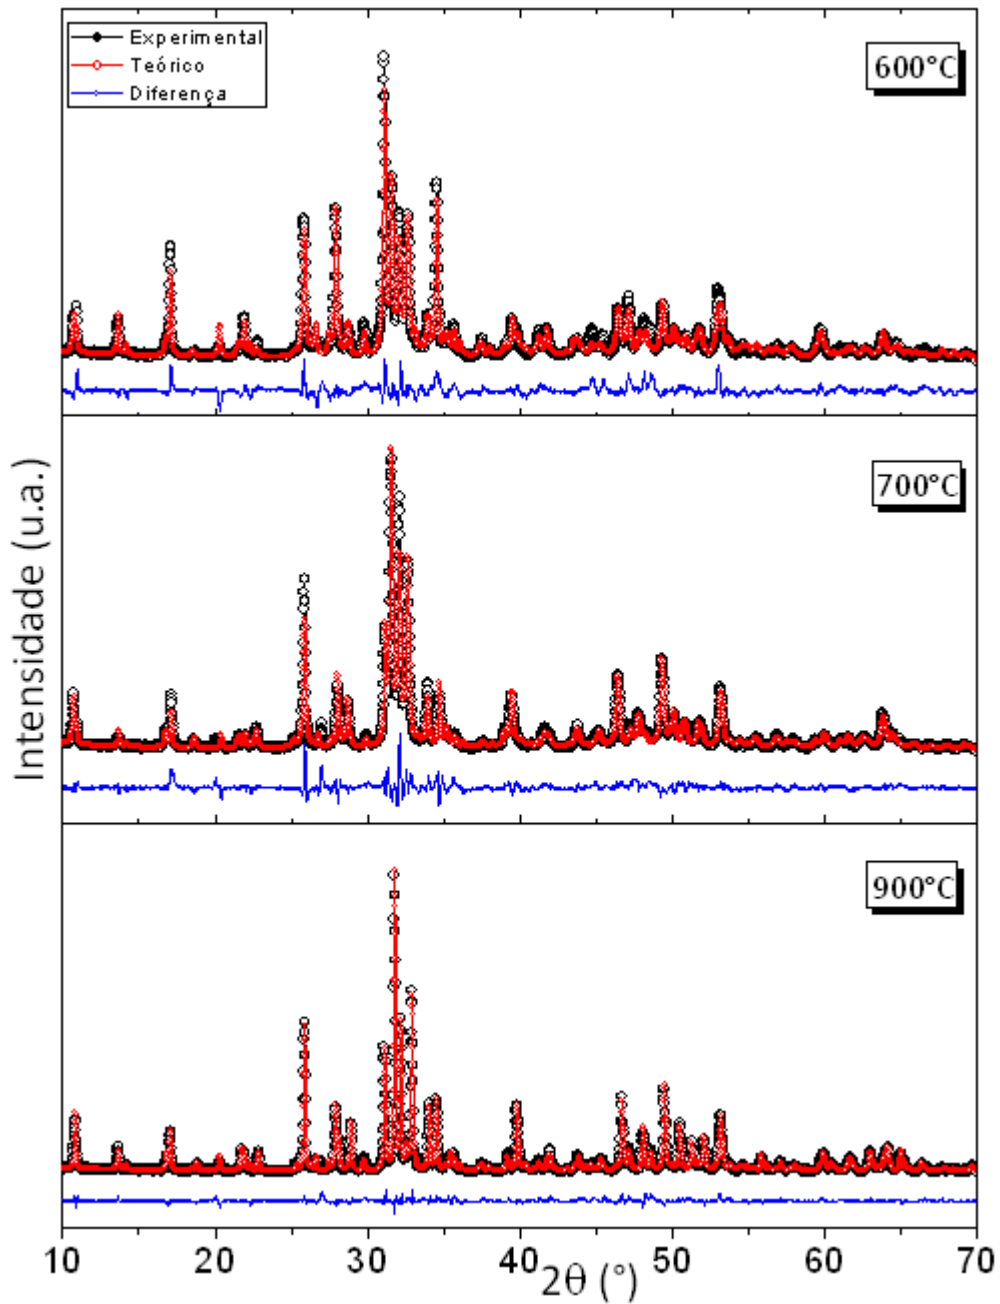 Experimental
Teórico
Diferença
600°C
700°C
900°C
Intensidade (u.a.)
10 20 30 40 50 60 70
2θ (°)